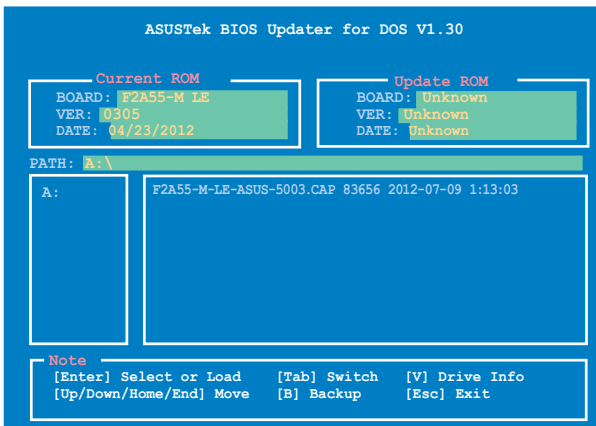 ASUSTek BIOS Updater for DOS V1.30
Current ROM
BOARD: F2A55-M LE
VER: 0305
DATE: 04/23/2012
Update ROM
BOARD: Unknown
VER: Unknown
DATE: Unknown
PATH: A:\
A:
F2A55-M-LE-ASUS-5003.CAP 83656 2012-07-09 1:13:03
Note
[Enter] Select or Load [Tab] Switch [V] Drive Info
[Up/Down/Home/End] Move [B] Backup [Esc] Exit